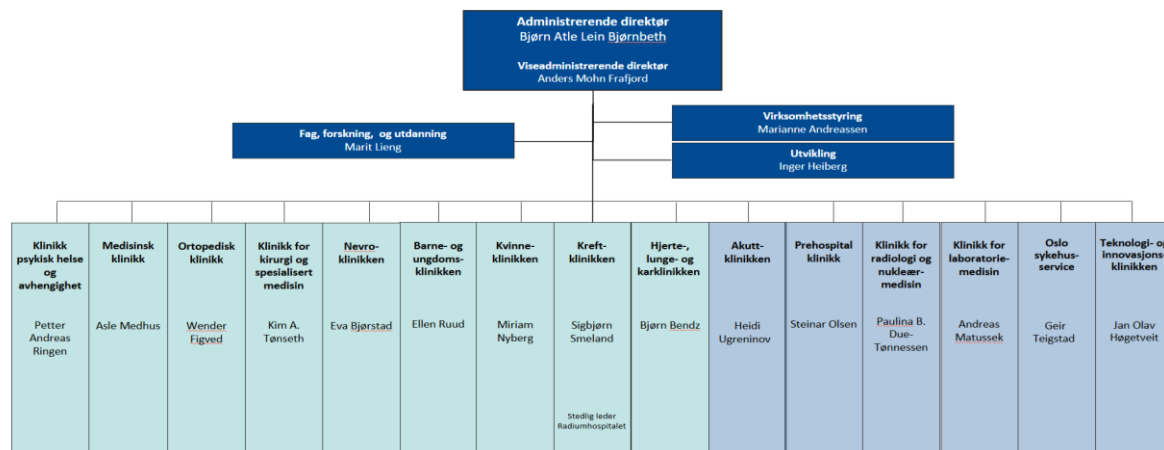 Administrerende direktør
Bjørn Atle Lein Bjørnbeth
Viseadministrerende direktør
Anders Mohn Frafjord
Fag, forskning, og utdanning
Marit Lieng
Virksomhetsstyring
Marianne Andreassen
Utvikling
Inger Heiberg
Klinikk
psykisk helse
og
avhengighet
Petter
Andreas
Ringen
Medisinsk
klinikk
Asle Medhus
Ortopedisk
klinikk
Wender
Figved
Klinikk for
kirurgi og
spesialisert
medisin
Kim A.
Tønseth
Nevro-
klinikken
Eva Bjørstad
Barne- og
ungdoms-
klinikken
Ellen Ruud
Kvinne-
klinikken
Miriam
Nyberg
Kreft-
klinikken
Sigbjørn
Smeland
Stedlig leder
Radiumhospitalet
Hjerte-,
lunge- og
karklinikken
Bjørn Bendz
Akutt-
klinikken
Heidi
Ugreninov
Prehospital
klinikk
Steinar Olsen
Klinikk for
radiologi og
nukleær-
medisin
Paulina B.
Due-
Tønnessen
Klinikk for
laboratorie-
medisin
Andreas
Matussek
Oslo
sykehus-
service
Geir
Teigstad
Teknologi- og
innovasjons-
klinikken
Jan Olav
Høgetveit